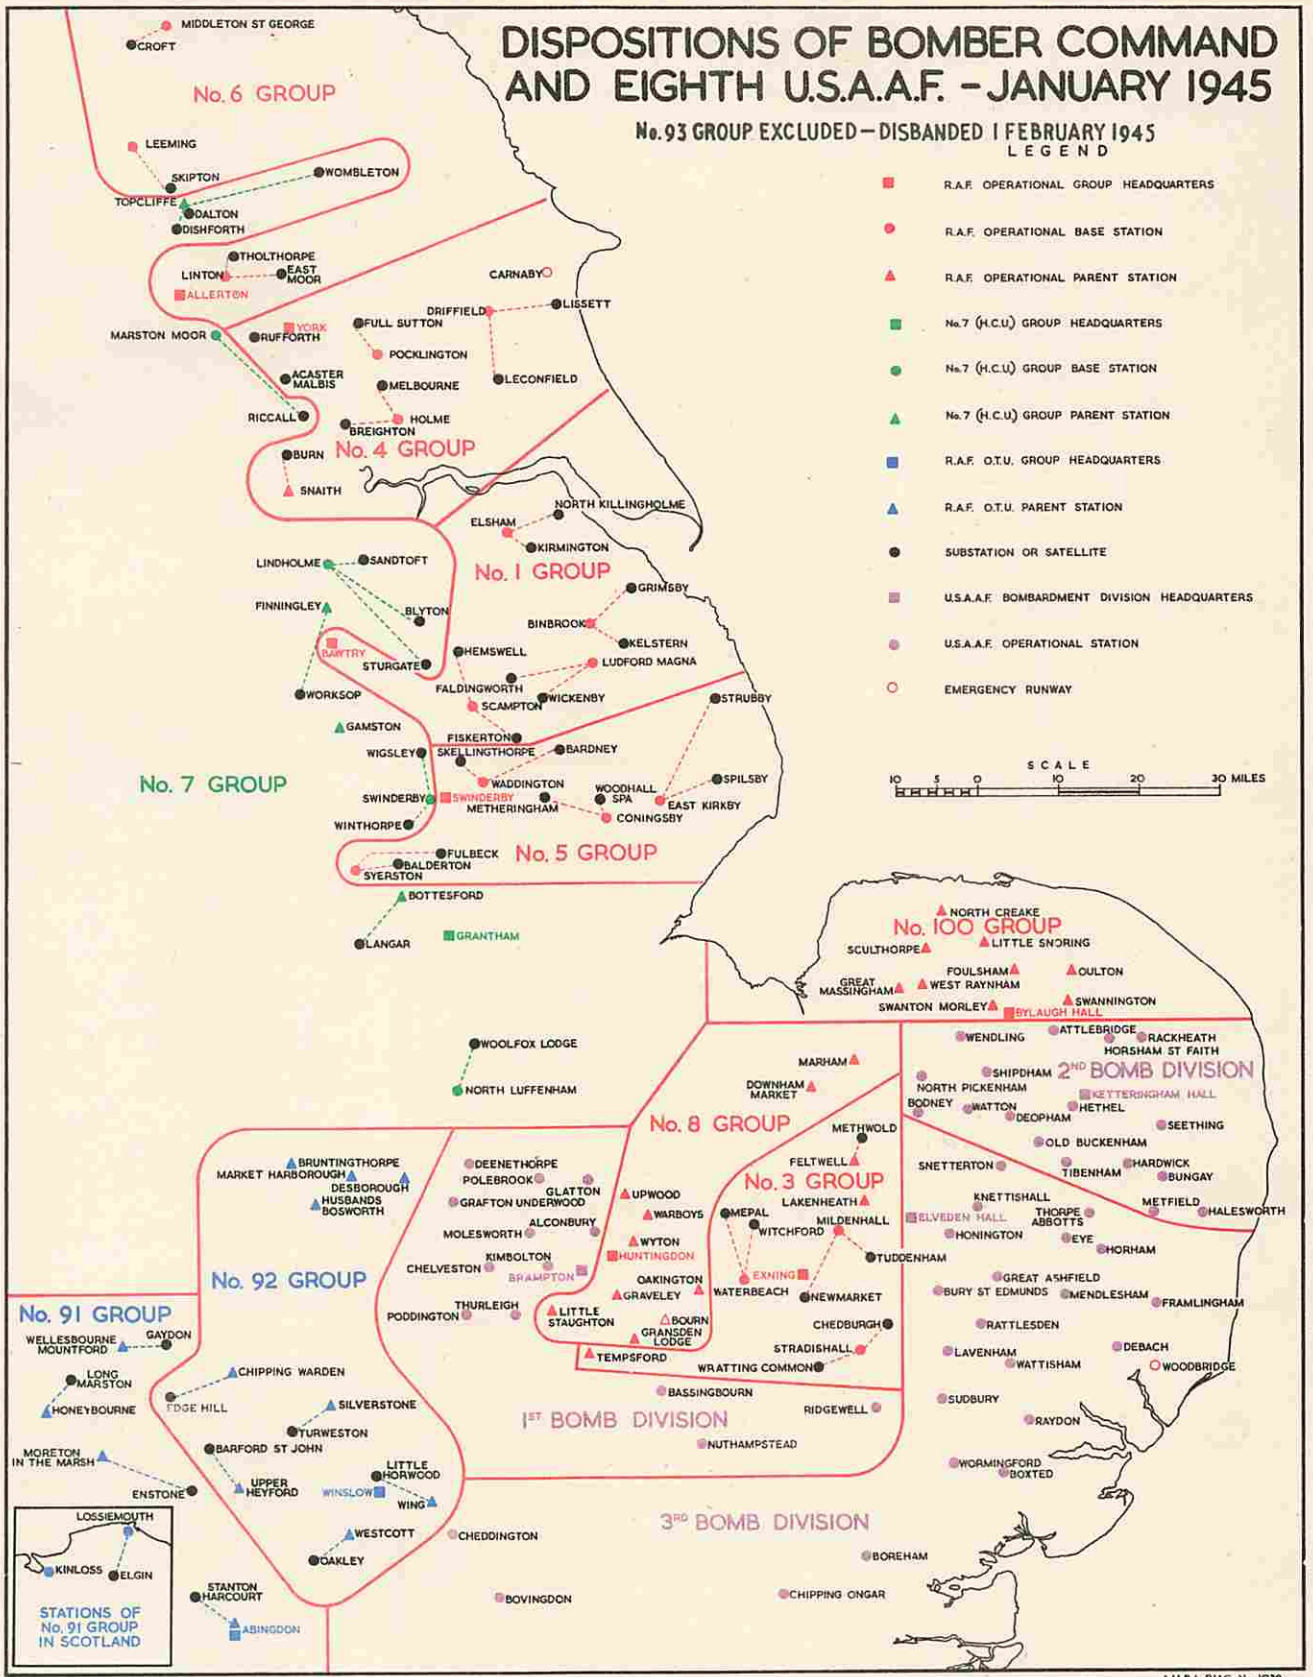 DISPOSITIONS OF BOMBER COMMAND
AND EIGHTH U.S.A.A.F. – JANUARY 1945
No. 93 GROUP EXCLUDED – DISBANDED 1 FEBRUARY 1945
LEGEND
R.A.F. OPERATIONAL GROUP HEADQUARTERS
R.A.F. OPERATIONAL BASE STATION
R.A.F. OPERATIONAL PARENT STATION
No. 7 (H.C.U.) GROUP HEADQUARTERS
No. 7 (H.C.U.) GROUP BASE STATION
No. 7 (H.C.U.) GROUP PARENT STATION
R.A.F. O.T.U. GROUP HEADQUARTERS
R.A.F. O.T.U. PARENT STATION
SUBSTATION OR SATELLITE
U.S.A.A.F. BOMBARDMENT DIVISION HEADQUARTERS
U.S.A.A.F. OPERATIONAL STATION
EMERGENCY RUNWAY
SCALE
10 5 0 10 20 30 MILES
MIDDLETON ST GEORGE
CROFT
No. 6 GROUP
LEEMING
SKIPTON
WOMBLETON
TOPCLIFFE
DALTON
DISHFORTH
THOLTHORPE
LINTON
EAST
MOOR
ALLERTON
CARNABY
DRIFFIELD
LISSETT
MARSTON MOOR
YORK
RUFFORTH
FULL SUTTON
POCKLINGTON
ACASTER
MALBIS
MELBOURNE
LECONFIELD
RICCALL
HOLME
BREIGHTON
No. 4 GROUP
BURN
SNAITH
NORTH KILLINGHOLME
ELSHAM
KIRMINGTON
LINDHOLME
SANDTOFT
No. 1 GROUP
GRIMSBY
FINNINGLEY
BLYTON
BINBROOK
KELSTERN
BAWTRY
HEMSWELL
STURGATE
LUDFORD MAGNA
FALDINGWORTH
WORKSOP
WICKENBY
SCAMPTON
STRUBBY
GAMSTON
FISKERTON
WIGSLEY
SKELLINGTHORPE
BARDNEY
No. 7 GROUP
WADDINGTON
SPILSBY
SWINDERBY
SWINDERBY
METHERINGHAM
WOODHALL
SPA
EAST KIRKBY
CONINGSBY
WINTHORPE
FULBECK
BALDERTON
SYERSTON
No. 5 GROUP
BOTTESFORD
LANGAR
GRANTHAM
NORTH CREAKE
No. 100 GROUP
SCULTHORPE
LITTLE SNORING
FOULSHAM
OULTON
GREAT
MASSINGHAM
WEST RAYNHAM
SWANTON MORLEY
SWANNINGTON
BYLAUGH HALL
WOOLFOX LODGE
NORTH LUFFENHAM
MARHAM
DOWNHAM
MARKET
No. 8 GROUP
WENDLING
ATTLEBRIDGE
RACKHEATH
HORSHAM ST FAITH
SHIPDHAM
2ND BOMB DIVISION
NORTH PICKENHAM
KETTERINGHAM HALL
BODNEY
WATTON
HETHEL
DEOPHAM
SEETHING
OLD BUCKENHAM
SNETTERTON
TIBENHAM
HARDWICK
BUNGAY
METFIELD
HALESWORTH
METHWOLD
FELTWELL
No. 3 GROUP
LAKENHEATH
MEPAL
MILDENHALL
WITCHFORD
TUDDENHAM
EXNING
WATERBEACH
NEWMARKET
CHEDBURGH
STRADISHALL
WRATTING COMMON
BRUNTINGTHORPE
MARKET HARBOROUGH
DESBOROUGH
HUSBANDS
BOSWORTH
DEENETHORPE
POLEBROOK
GLATTON
GRAFTON UNDERWOOD
ALCONBURY
MOLESWORTH
KIMBOLTON
CHELVESTON
BRAMPTON
THURLEIGH
PODDINGTON
UPWOOD
WARBOYS
WYTON
HUNTINGDON
OAKINGTON
GRAVELEY
LITTLE
STAUGHTON
BOURN
GRANSDEN
LODGE
TEMPSFORD
KNETTISHALL
ELVEDEN HALL
THORPE
ABBOTTS
HONINGTON
EYE
HORHAM
GREAT ASHFIELD
BURY ST EDMUNDS
MENDLESHAM
FRAMLINGHAM
RATTLESDEN
DEBACH
LAVENHAM
WATTISHAM
WOODBRIDGE
SUDBURY
RAYDON
WORMINGFORD
BOXTED
BASSINGBOURN
RIDGEWELL
1ST BOMB DIVISION
NUTHAMPSTEAD
3RD BOMB DIVISION
BOREHAM
CHIPPING ONGAR
CHEDDINGTON
BOVINGDON
No. 92 GROUP
No. 91 GROUP
WELLESBOURNE
MOUNTFORD
GAYDON
LONG
MARSTON
HONEYBOURNE
CHIPPING WARDEN
EDGE HILL
SILVERSTONE
TURWESTON
MORETON
IN THE MARSH
BARFORD ST JOHN
ENSTONE
UPPER
HEYFORD
LITTLE
HORWOOD
WINSLOW
WING
WESTCOTT
OAKLEY
STANTON
HARCOURT
ABINGDON
LOSSIEMOUTH
KINLOSS
ELGIN
STATIONS OF
No. 91 GROUP
IN SCOTLAND